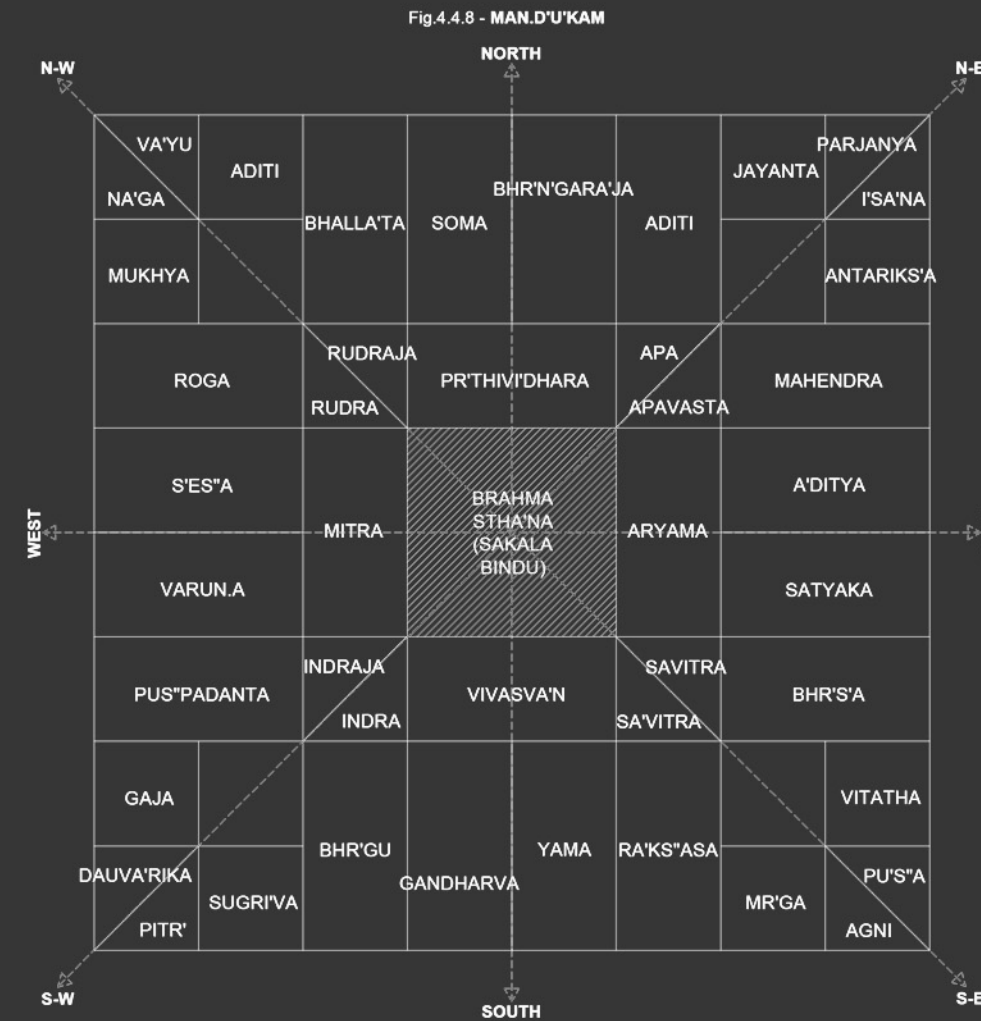 Fig.4.4.8 - MAN.D'U'KAM
NORTH
N-W
N-E
VA'YU
PARJANYA
ADITI
JAYANTA
BHR'N'GARA'JA
NA'GA
I'SA'NA
BHALLA'TA
SOMA
ADITI
MUKHYA
ANTARIKS'A
RUDRAJA
APA
ROGA
PR'THIVI'DHARA
MAHENDRA
RUDRA
APAVASTA
S'ES"A
A'DITYA
BRAHMA
STHA'NA
(SAKALA
BINDU)
WEST
MITRA
ARYAMA
VARUN.A
SATYAKA
INDRAJA
SAVITRA
PUS"PADANTA
VIVASVA'N
BHR'S'A
INDRA
SA'VITRA
GAJA
VITATHA
BHR'GU
YAMA
RA'KS"ASA
DAUVA'RIKA
GANDHARVA
PU'S"A
SUGRI'VA
MR'GA
PITR'
AGNI
S-W
S-E
SOUTH